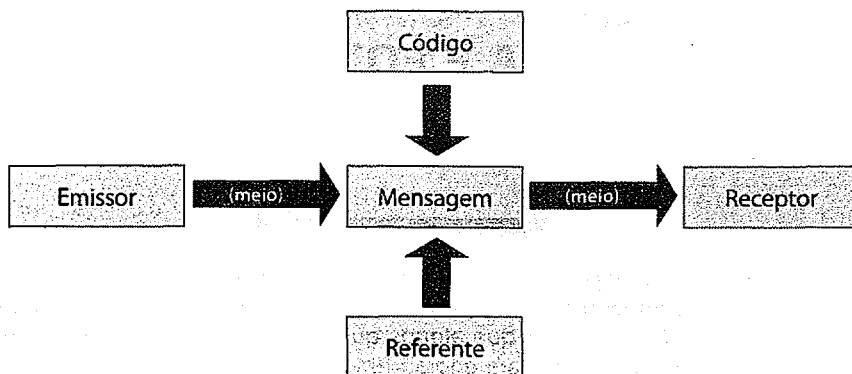 Código
Emissor
(meio)
Mensagem
(meio)
Receptor
Referente